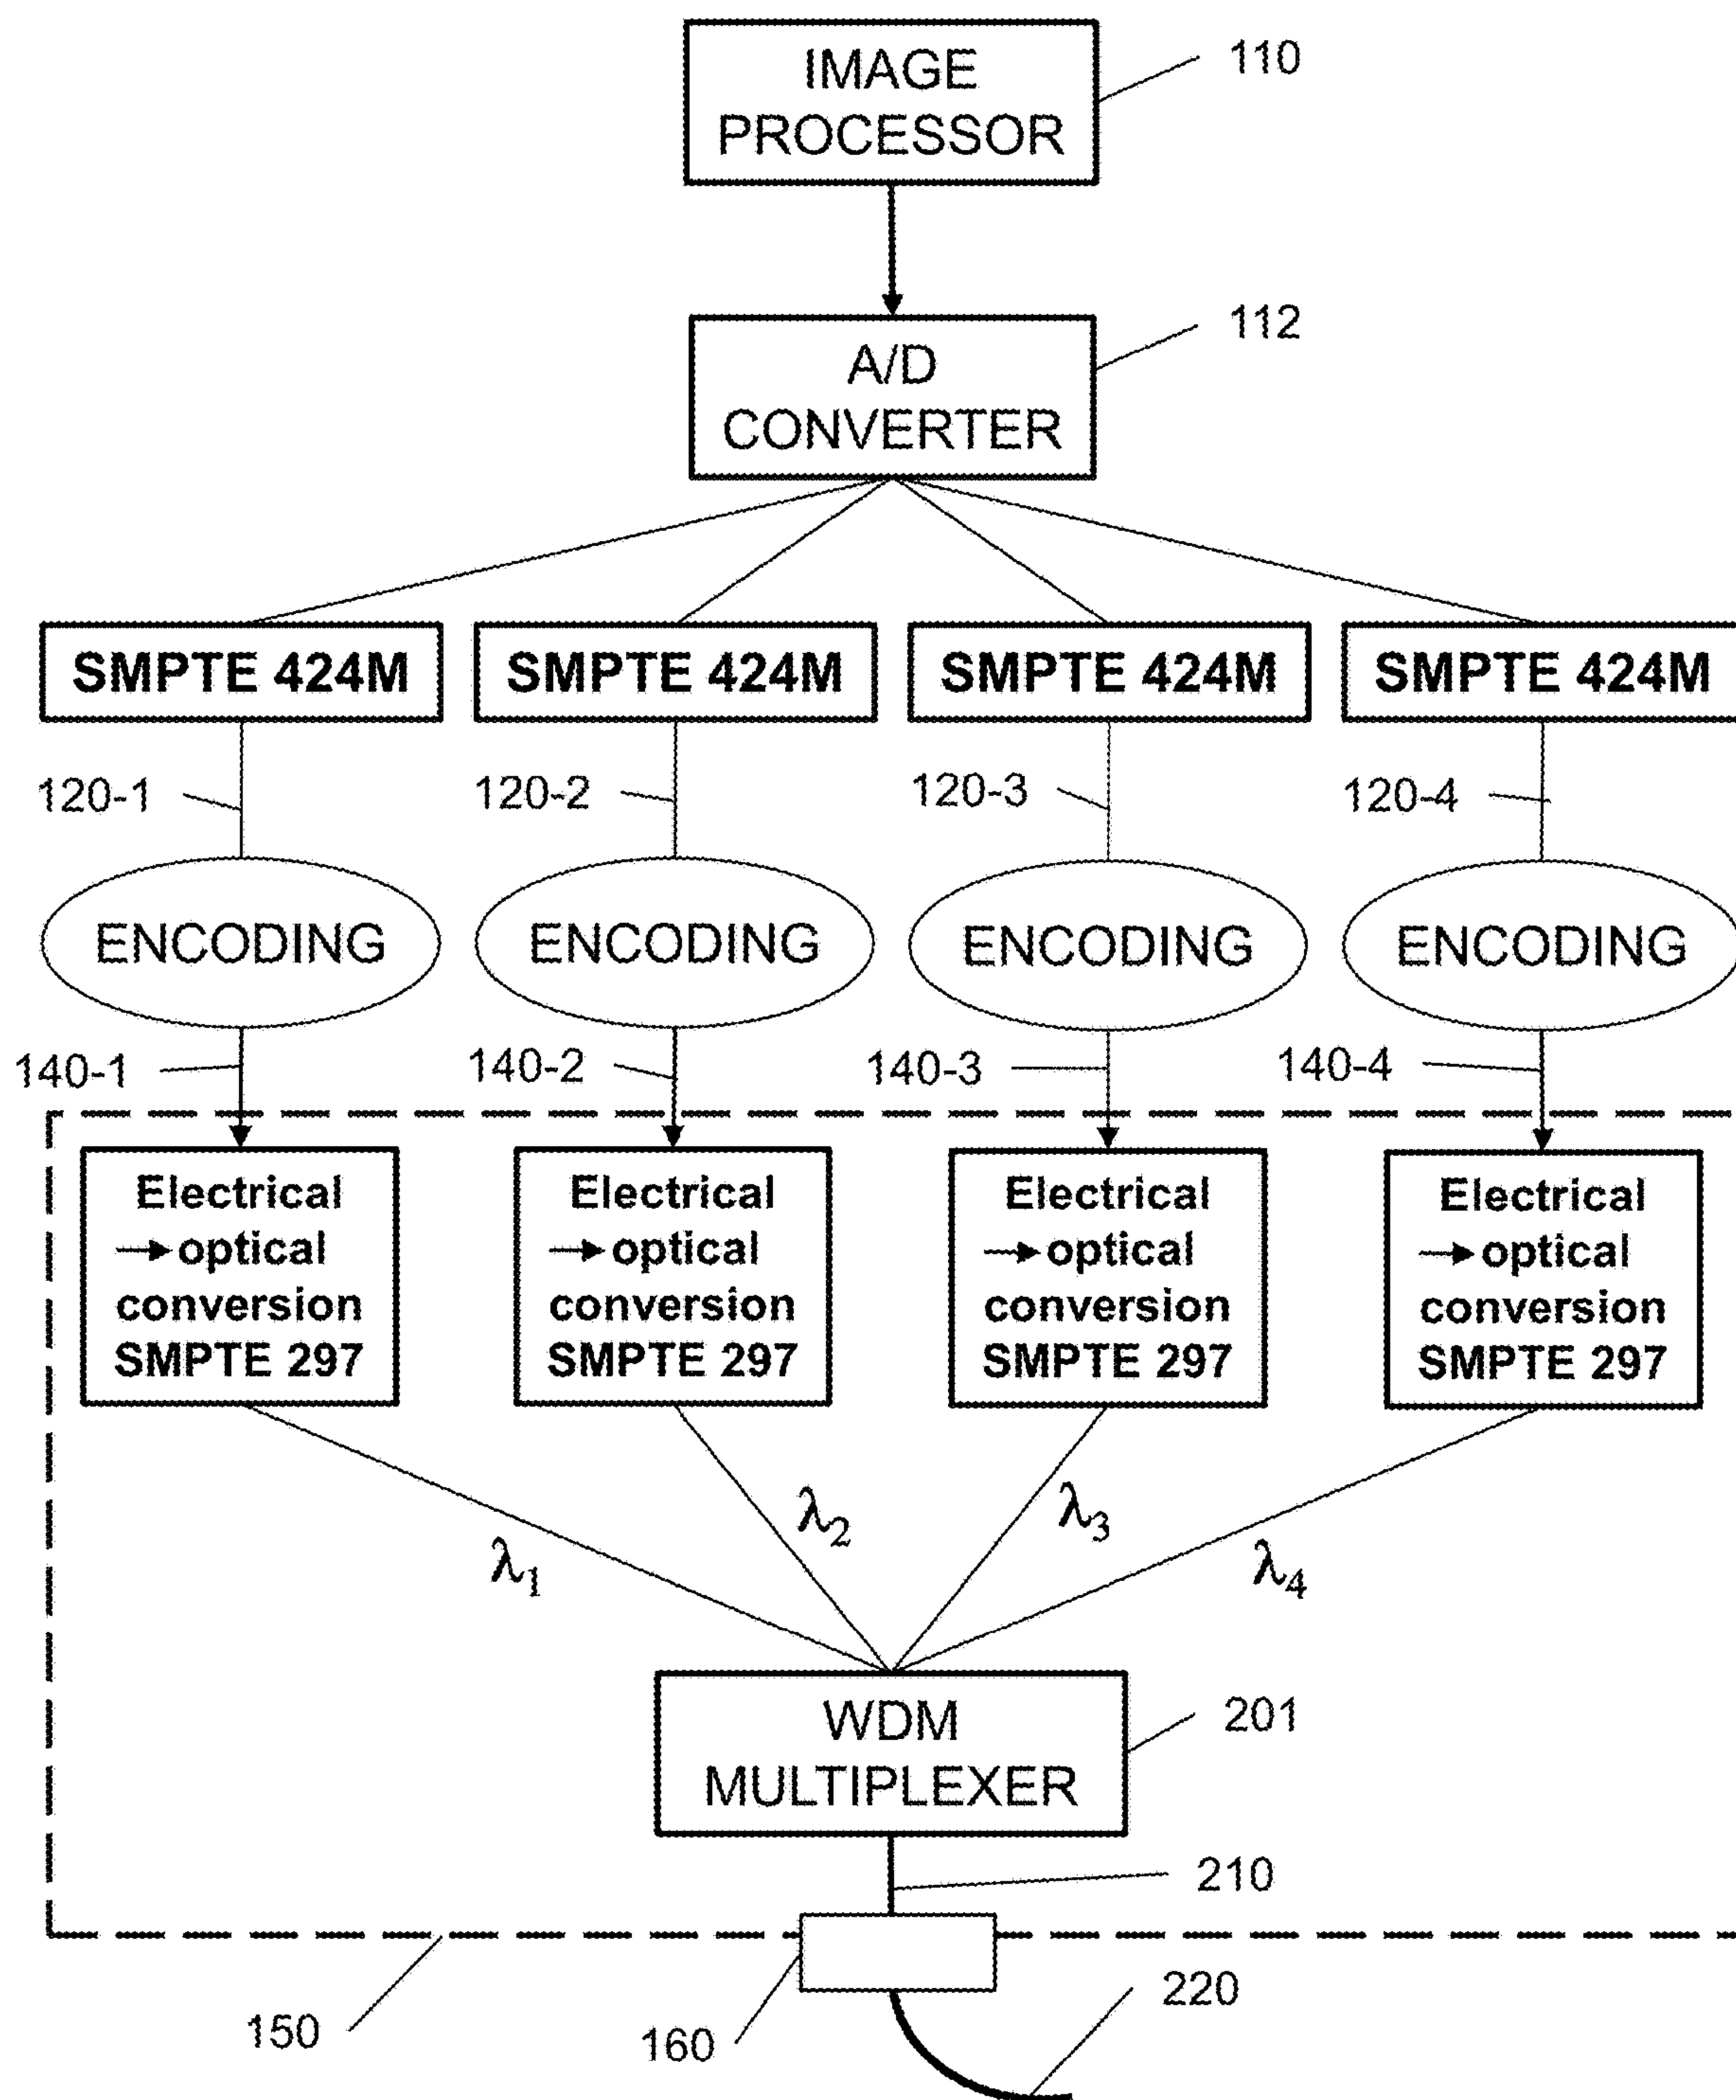 IMAGE
PROCESSOR
110
A/D
CONVERTER
112
SMPTE 424M
SMPTE 424M
SMPTE 424M
SMPTE 424M
120-1
120-2
120-3
120-4
ENCODING
ENCODING
ENCODING
ENCODING
140-1
140-2
140-3
140-4
Electrical
→optical
conversion
SMPTE 297
Electrical
→optical
conversion
SMPTE 297
Electrical
→optical
conversion
SMPTE 297
Electrical
→optical
conversion
SMPTE 297
λ1
λ2
λ3
λ4
WDM
MULTIPLEXER
201
210
150
160
220